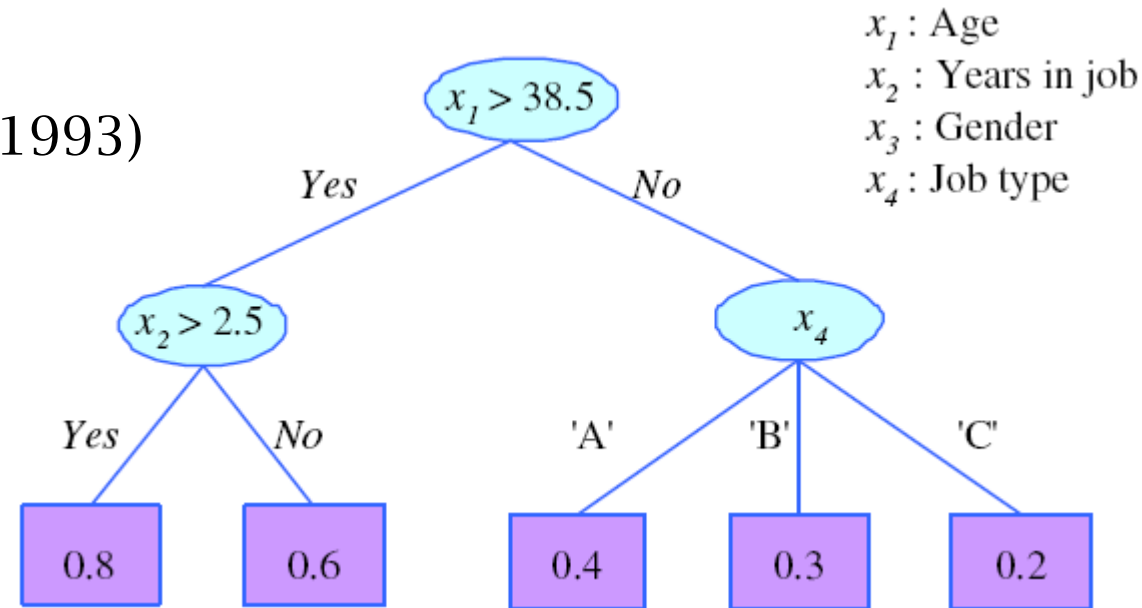 x₁ : Age
x₂ : Years in job
x₃ : Gender
x₄ : Job type
1993)
x₁ > 38.5
Yes
No
x₂ > 2.5
x₄
Yes
No
'A'
'B'
'C'
0.8
0.6
0.4
0.3
0.2